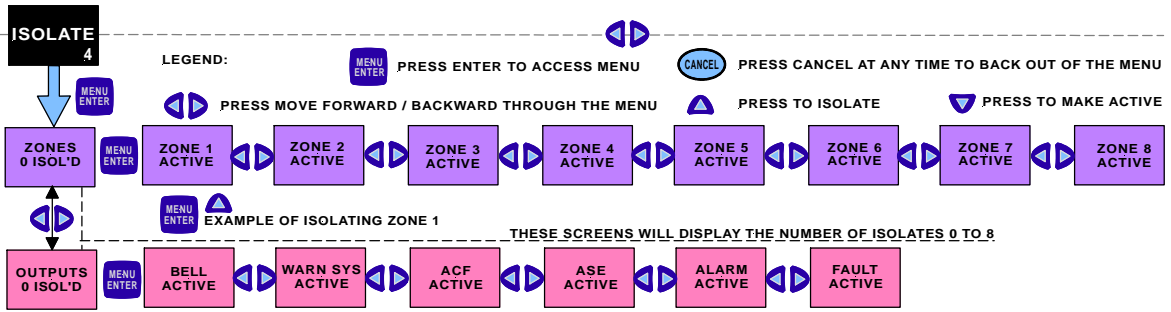 ISOLATE
4
LEGEND:
MENU
ENTER
PRESS ENTER TO ACCESS MENU
CANCEL
PRESS CANCEL AT ANY TIME TO BACK OUT OF THE MENU
MENU
ENTER
PRESS MOVE FORWARD / BACKWARD THROUGH THE MENU
PRESS TO ISOLATE
PRESS TO MAKE ACTIVE
ZONES
0 ISOL'D
MENU
ENTER
ZONE 1
ACTIVE
ZONE 2
ACTIVE
ZONE 3
ACTIVE
ZONE 4
ACTIVE
ZONE 5
ACTIVE
ZONE 6
ACTIVE
ZONE 7
ACTIVE
ZONE 8
ACTIVE
MENU
ENTER
EXAMPLE OF ISOLATING ZONE 1
THESE SCREENS WILL DISPLAY THE NUMBER OF ISOLATES 0 TO 8
OUTPUTS
0 ISOL'D
MENU
ENTER
BELL
ACTIVE
WARN SYS
ACTIVE
ACF
ACTIVE
ASE
ACTIVE
ALARM
ACTIVE
FAULT
ACTIVE